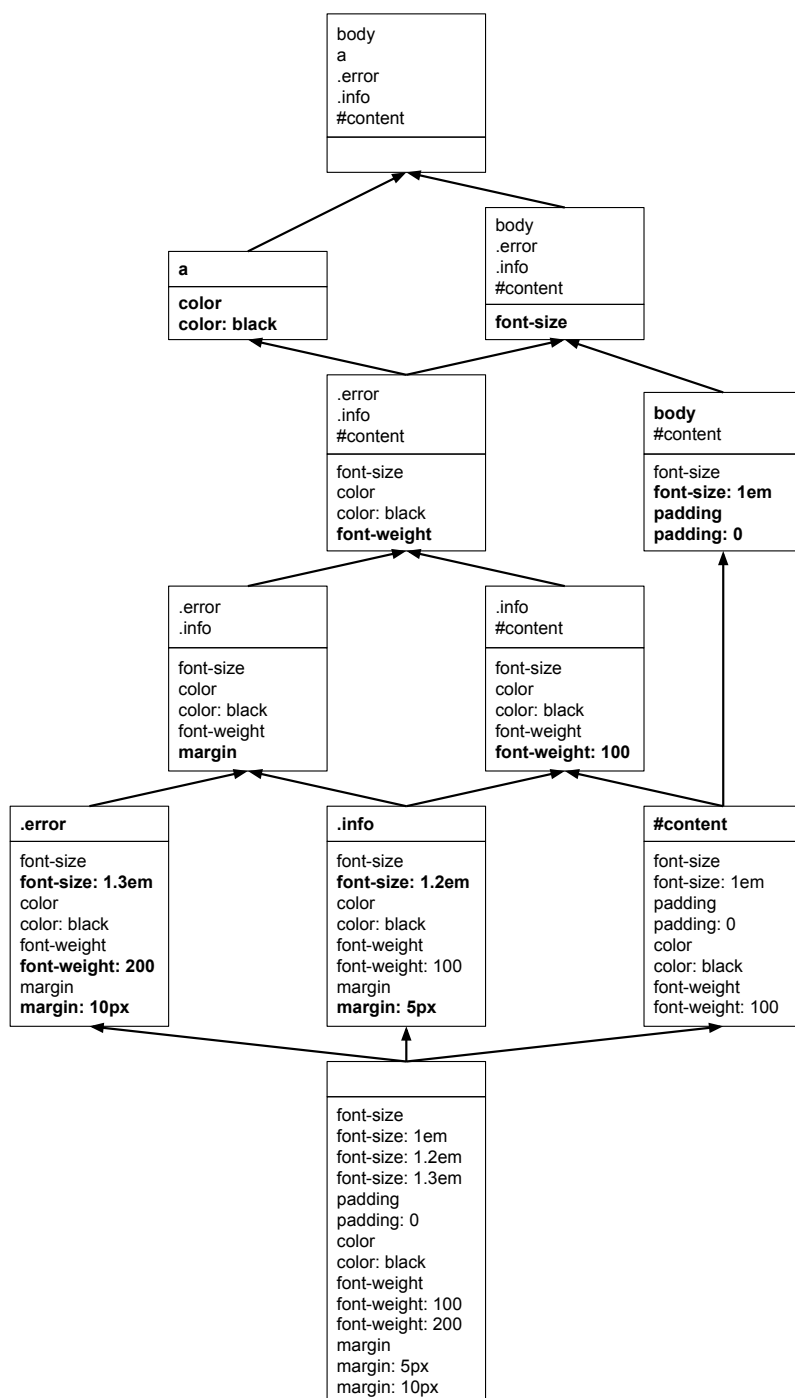 body
a
.error
.info
#content
body
.error
.info
#content
font-size
a
color
color: black
.error
.info
#content
font-size
color
color: black
font-weight
body
#content
font-size
font-size: 1em
padding
padding: 0
.error
.info
font-size
color
color: black
font-weight
margin
.info
#content
font-size
color
color: black
font-weight
font-weight: 100
.error
font-size
font-size: 1.3em
color
color: black
font-weight
font-weight: 200
margin
margin: 10px
.info
font-size
font-size: 1.2em
color
color: black
font-weight
font-weight: 100
margin
margin: 5px
#content
font-size
font-size: 1em
padding
padding: 0
color
color: black
font-weight
font-weight: 100
font-size
font-size: 1em
font-size: 1.2em
font-size: 1.3em
padding
padding: 0
color
color: black
font-weight
font-weight: 100
font-weight: 200
margin
margin: 5px
margin: 10px